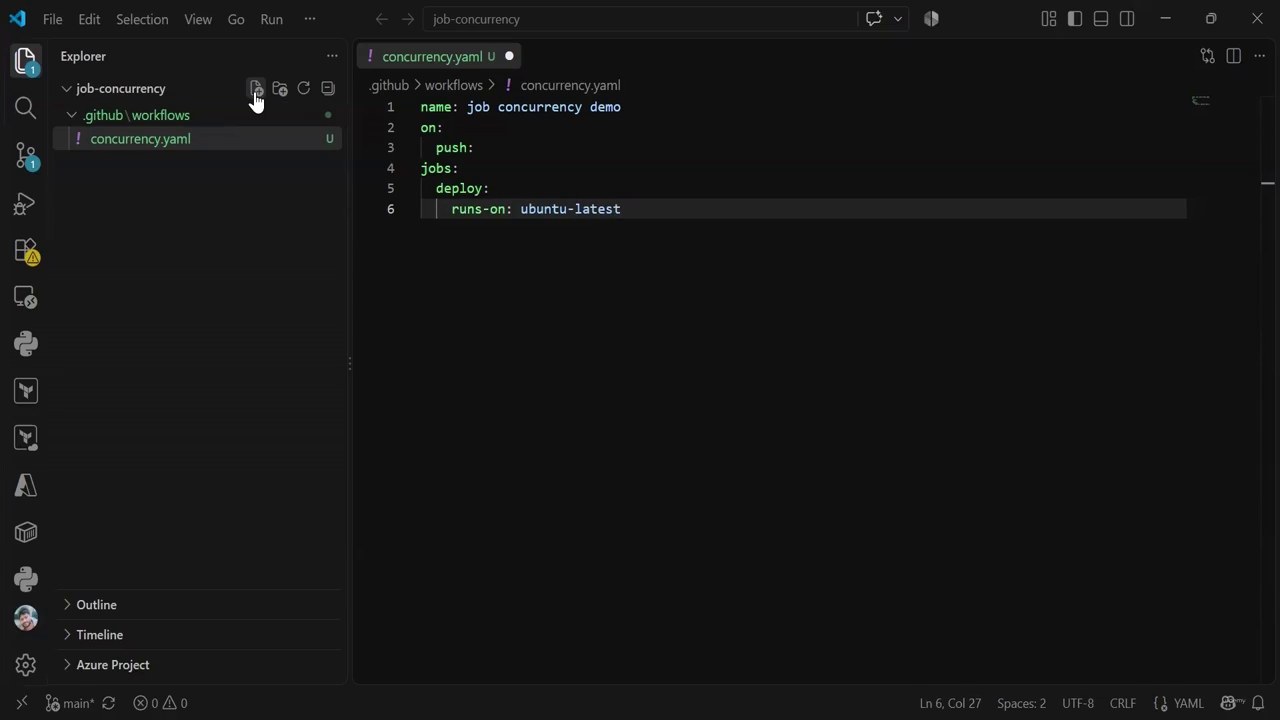 File Edit Selection View Go Run ···
job-concurrency
Explorer
job-concurrency
.github\workflows
! concurrency.yaml U
Outline
Timeline
Azure Project
1
1
! concurrency.yaml U
.github > workflows > ! concurrency.yaml
1 name: job concurrency demo
2 on:
3 push:
4 jobs:
5 deploy:
6 runs-on: ubuntu-latest
main* 0 0
Ln 6, Col 27 Spaces: 2 UTF-8 CRLF {} YAML